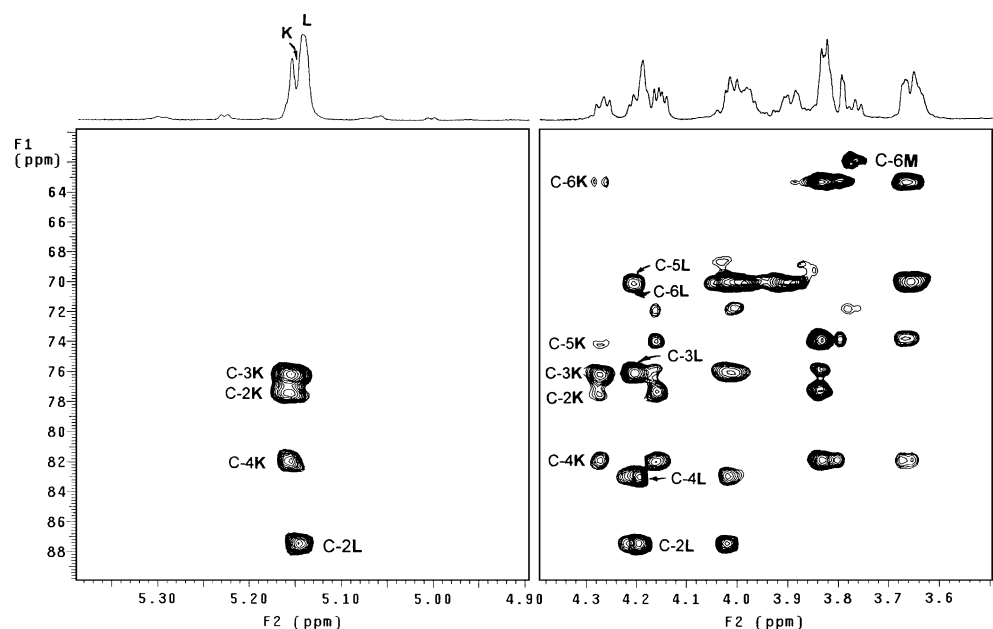 L
K
F1
(ppm)
64
68
70
72
74
76
78
80
82
84
86
88
C-3K
C-2K
C-4K
C-2L
5.30
5.20
5.10
5.00
4.90
F2 (ppm)
C-6M
C-6K
C-5L
C-6L
C-5K
C-3L
C-3K
C-2K
C-4K
C-4L
C-2L
4.3
4.2
4.1
4.0
3.9
3.8
3.7
3.6
F2 (ppm)